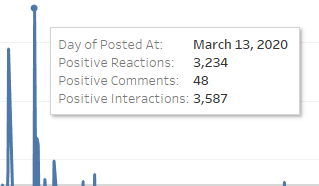 Day of Posted At: March 13, 2020
Positive Reactions: 3,234
Positive Comments: 48
Positive Interactions: 3,587